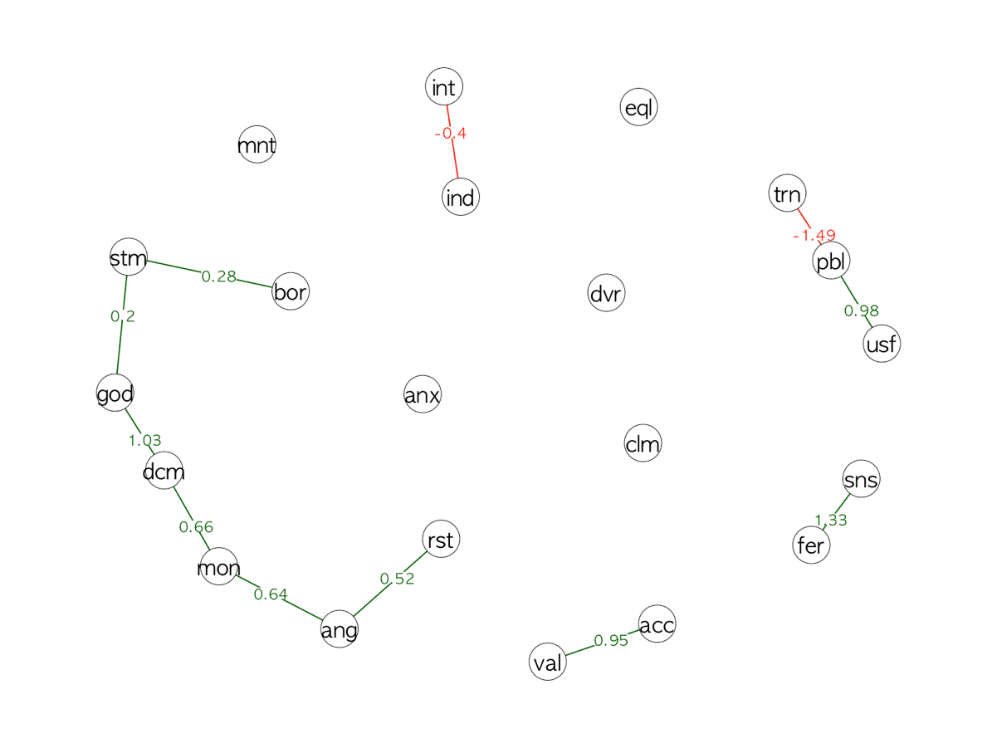 int
eql
mnt
-0.4
ind
trn
-1.49
stm
pbl
0.28
bor
dvr
0.98
0.2
usf
god
anx
1.03
clm
dcm
sns
0.66
1.33
rst
fer
mon
0.52
0.64
acc
ang
0.95
val